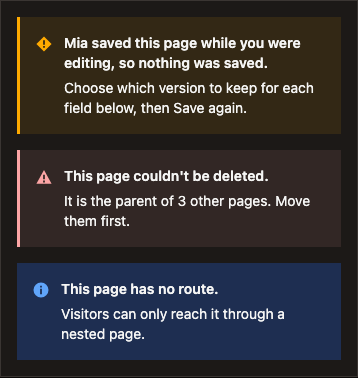 Mia saved this page while you were
editing, so nothing was saved.
Choose which version to keep for each
field below, then Save again.
This page couldn't be deleted.
It is the parent of 3 other pages. Move
them first.
This page has no route.
Visitors can only reach it through a
nested page.